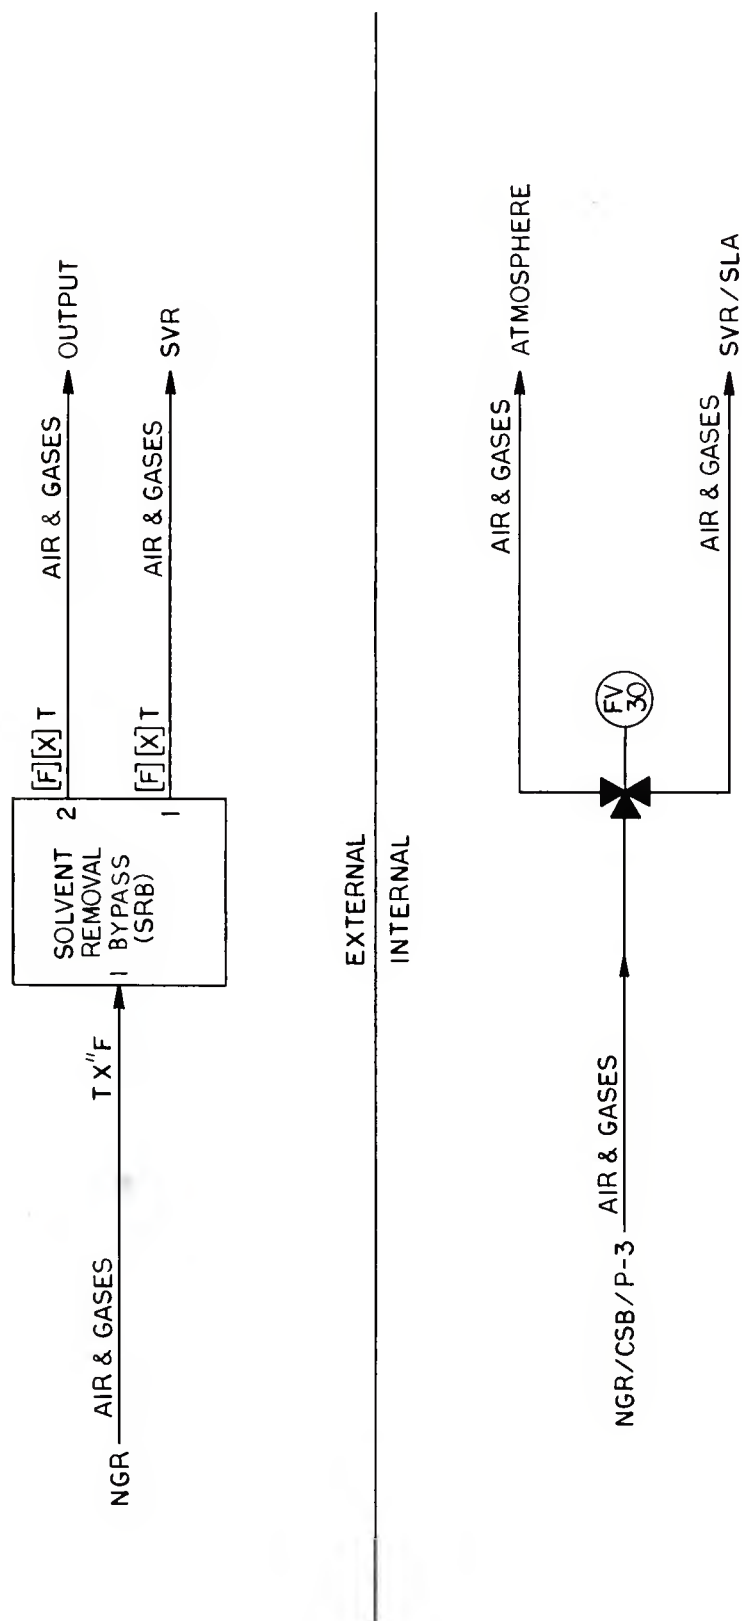 NGR
AIR & GASES
TX"F
1
SOLVENT
REMOVAL
BYPASS
(SRB)
2
[F][X]T
AIR & GASES
OUTPUT
1
[F][X]T
AIR & GASES
SVR
EXTERNAL
INTERNAL
NGR/CSB/P-3
AIR & GASES
FV
30
AIR & GASES
ATMOSPHERE
AIR & GASES
SVR/SLA